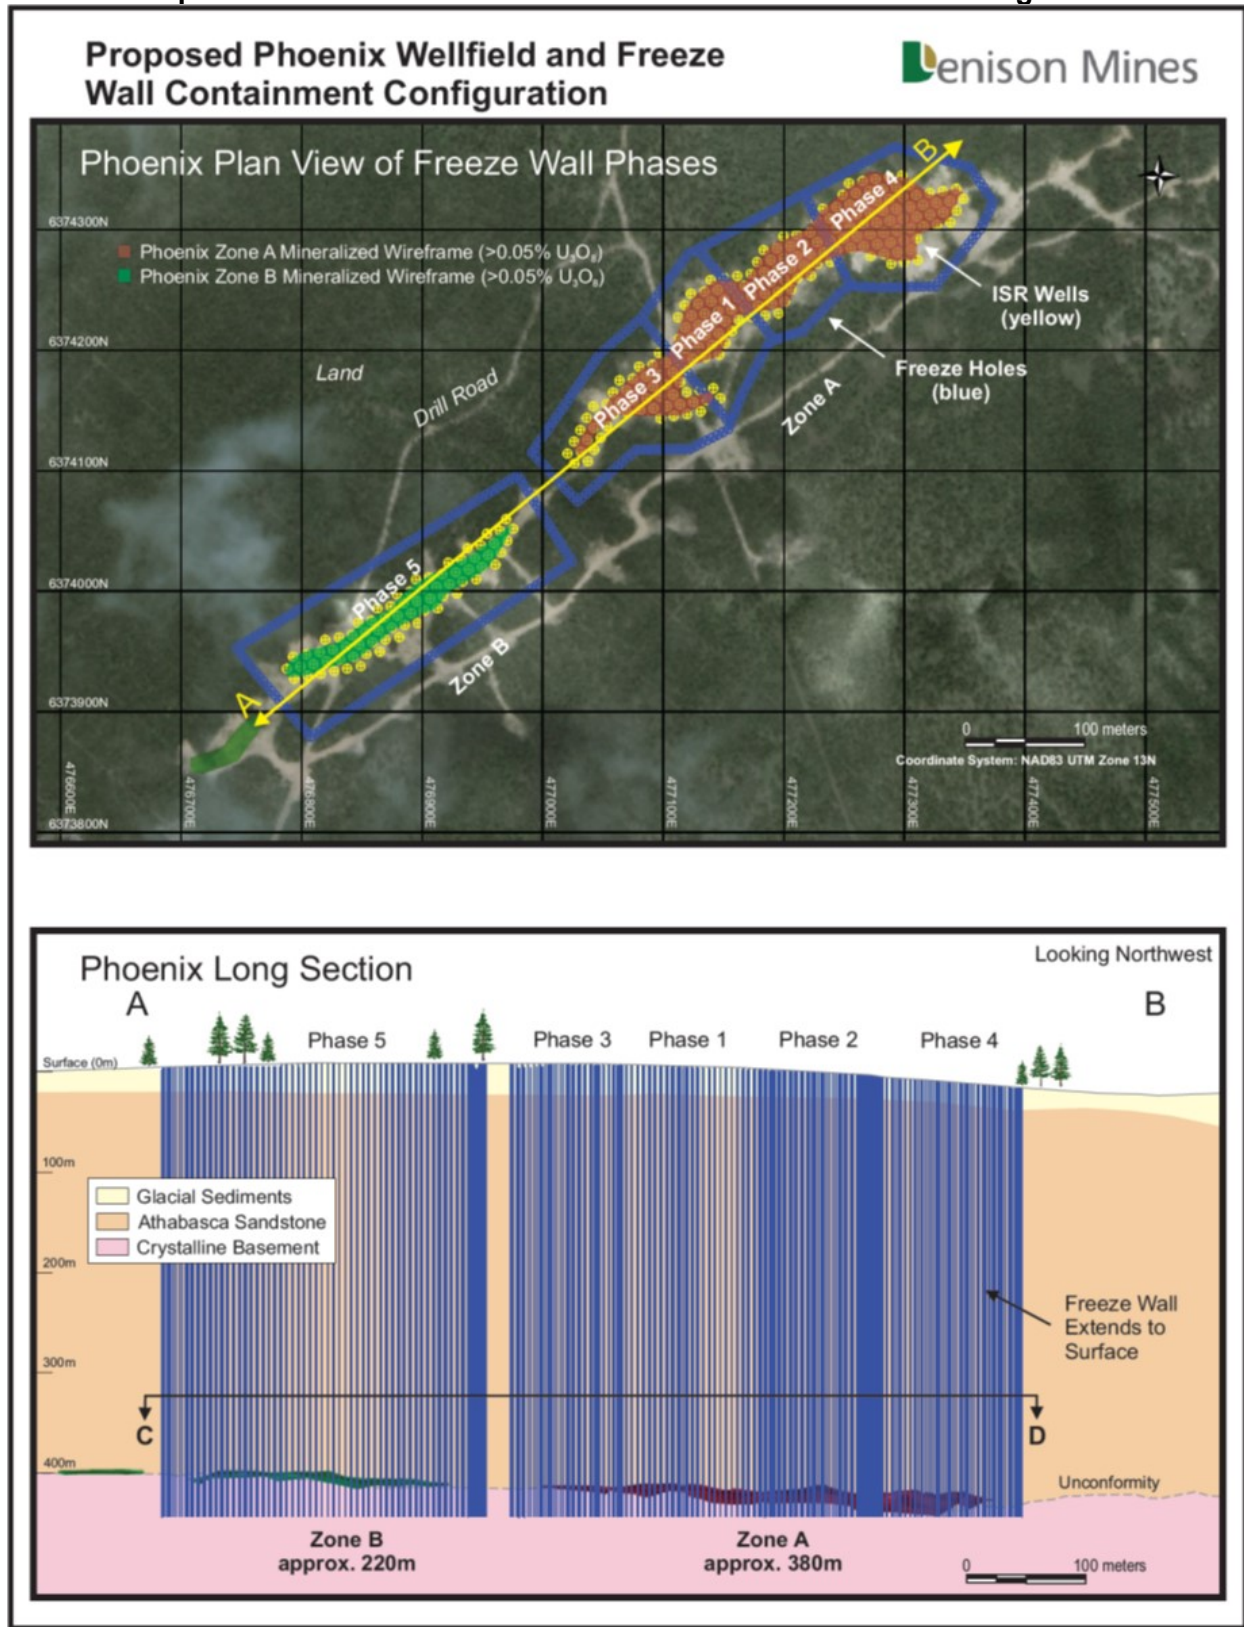 Proposed Phoenix Wellfield and Freeze
Wall Containment Configuration
Denison Mines
Phoenix Plan View of Freeze Wall Phases
B
Phase 4
6374300N
Phoenix Zone A Mineralized Wireframe (>0.05% U₃O₈)
Phoenix Zone B Mineralized Wireframe (>0.05% U₃O₈)
Phase 2
ISR Wells
(yellow)
Phase 1
6374200N
Land
Drill Road
Phase 3
Freeze Holes
(blue)
Zone A
6374100N
Phase 5
6374000N
Zone B
A
6373900N
0 100 meters
Coordinate System: NAD83 UTM Zone 13N
476600E
476700E
476800E
476900E
477000E
477100E
477200E
477300E
477400E
477500E
6373800N
Phoenix Long Section
Looking Northwest
A
B
Phase 5
Phase 3
Phase 1
Phase 2
Phase 4
Surface (0m)
100m
Glacial Sediments
Athabasca Sandstone
Crystalline Basement
200m
Freeze Wall
Extends to
Surface
300m
C
D
400m
Unconformity
Zone B
approx. 220m
Zone A
approx. 380m
0 100 meters